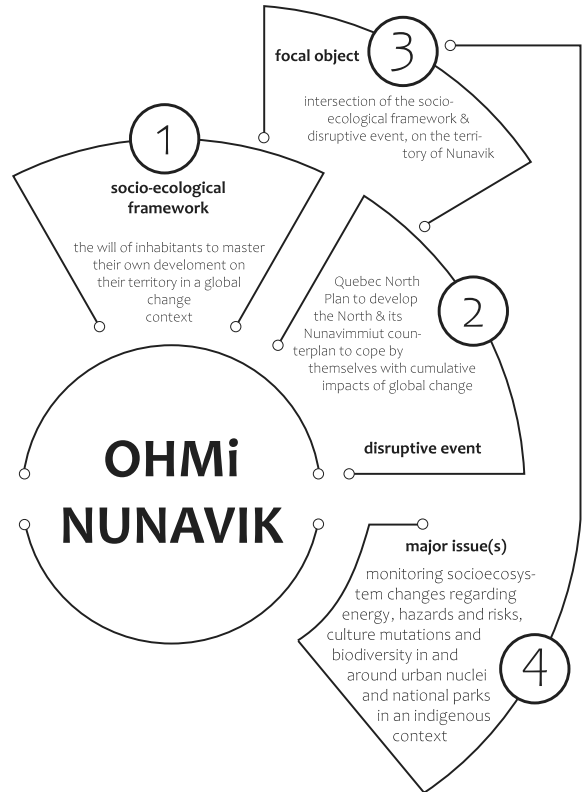 OHMi
NUNAVIK
1
socio-ecological
framework
the will of inhabitants to master
their own develoment on
their territory in a global
change
context
2
Quebec North
Plan to develop
the North & its
Nunavimmiut coun-
terplan to cope by
themselves with cumulative
impacts of global change
disruptive event
3
focal object
intersection of the socio-
ecological framework &
disruptive event, on the terri-
tory of Nunavik
4
major issue(s)
monitoring socioecosys-
tem changes regarding
energy, hazards and risks,
culture mutations and
biodiversity in and
around urban nuclei
and national parks
in an indigenous
context